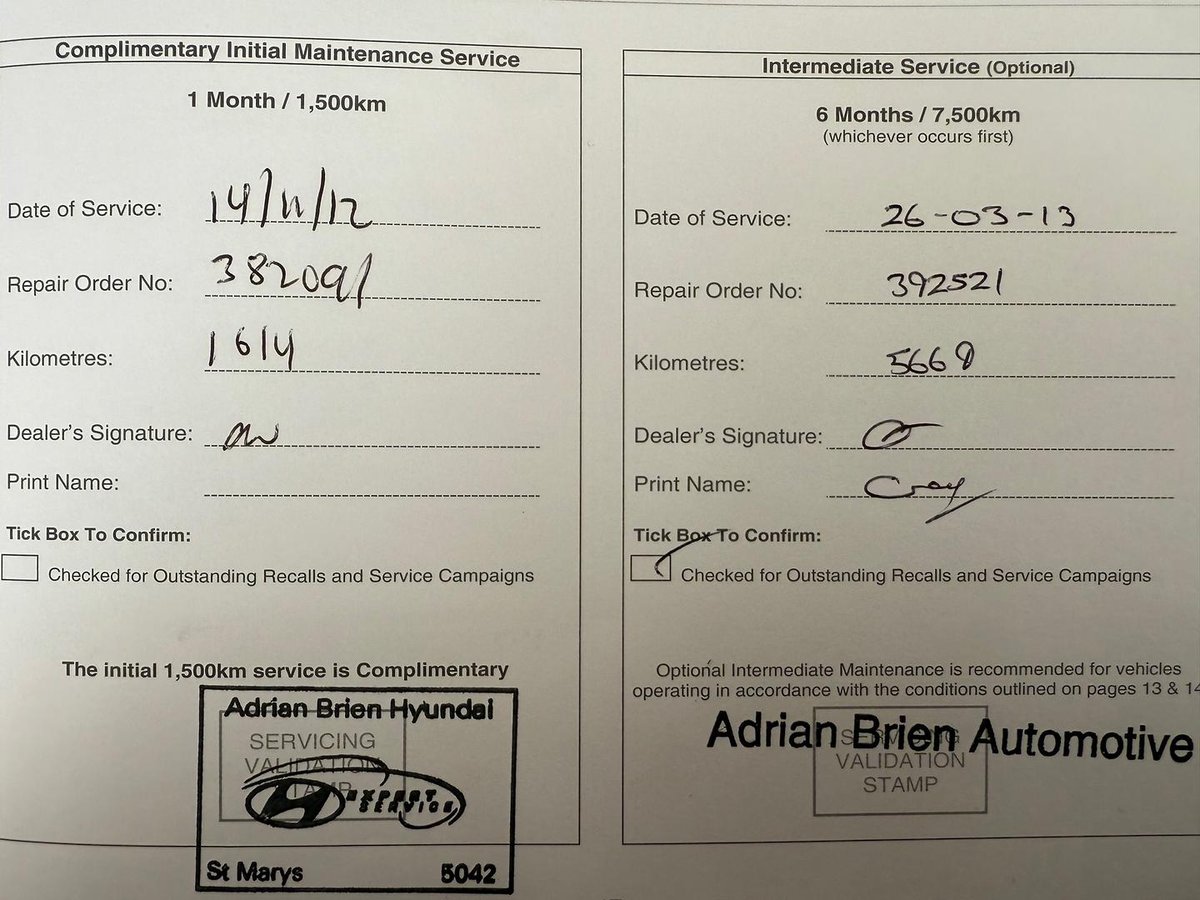 Complimentary Initial Maintenance Service
1 Month / 1,500km
Date of Service: 14/11/12
Repair Order No: 382091
Kilometres: 1614
Dealer's Signature:
Print Name:
Tick Box To Confirm:
Checked for Outstanding Recalls and Service Campaigns
The initial 1,500km service is Complimentary
Adrian Brien Hyundai
SERVICING
VALIDATION
STAMP
EXPERT
SERVICE
St Marys 5042
Intermediate Service (Optional)
6 Months / 7,500km
(whichever occurs first)
Date of Service: 26-03-13
Repair Order No: 392521
Kilometres: 5668
Dealer's Signature:
Print Name:
Tick Box To Confirm:
Checked for Outstanding Recalls and Service Campaigns
Optional Intermediate Maintenance is recommended for vehicles
operating in accordance with the conditions outlined on pages 13 & 14
Adrian Brien Automotive
SERVICING
VALIDATION
STAMP